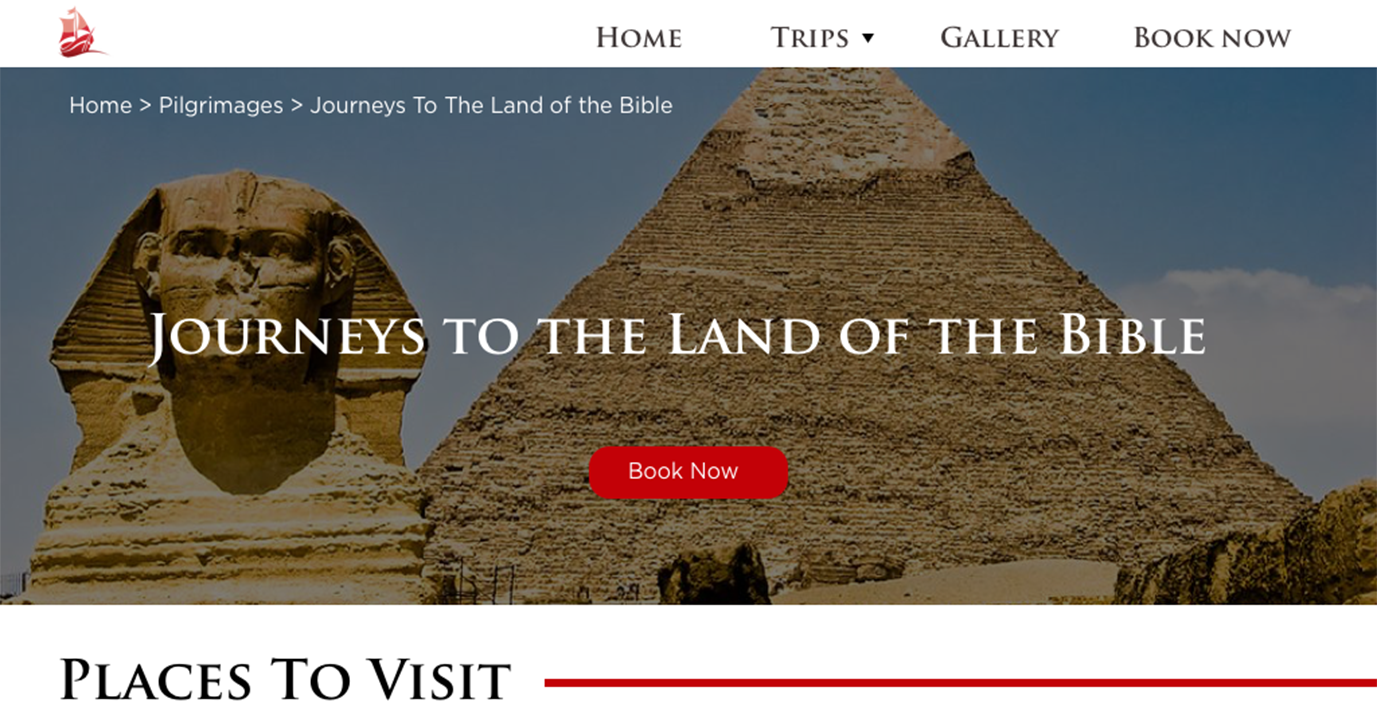 Home Trips Gallery Book now
Home > Pilgrimages > Journeys To The Land of the Bible
Journeys to the Land of the Bible
Book Now
Places To Visit